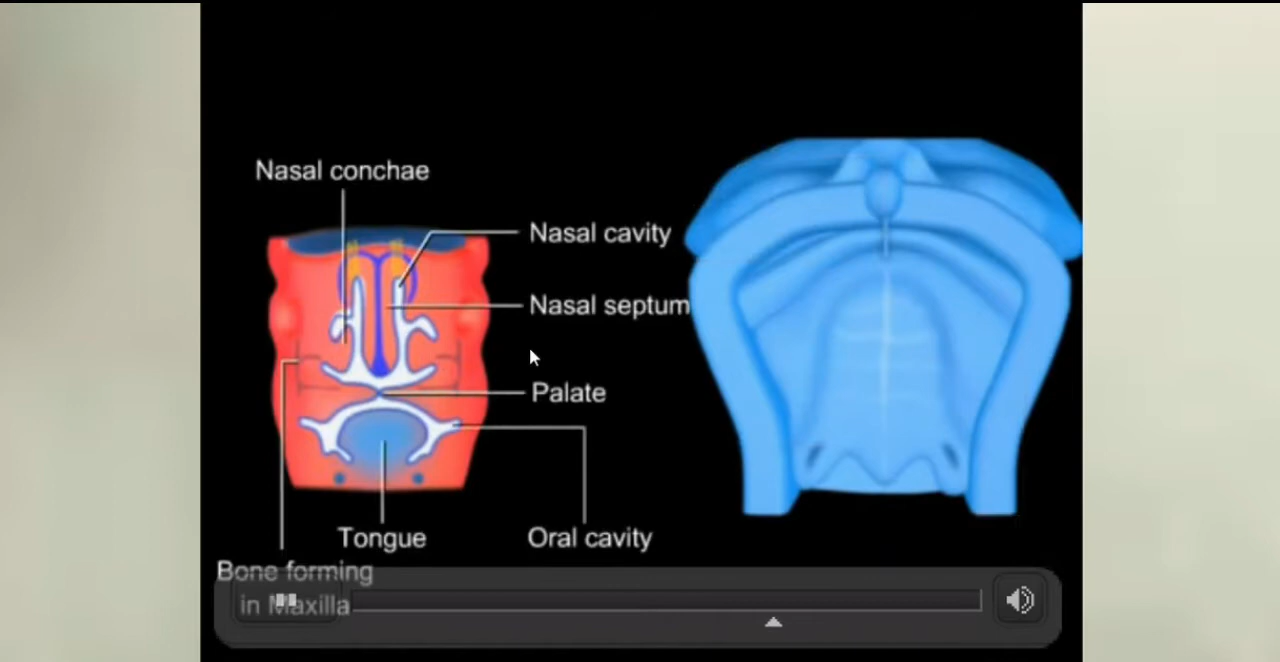 Nasal conchae
Nasal cavity
Nasal septum
Palate
Tongue
Oral cavity
Bone forming
in Maxilla